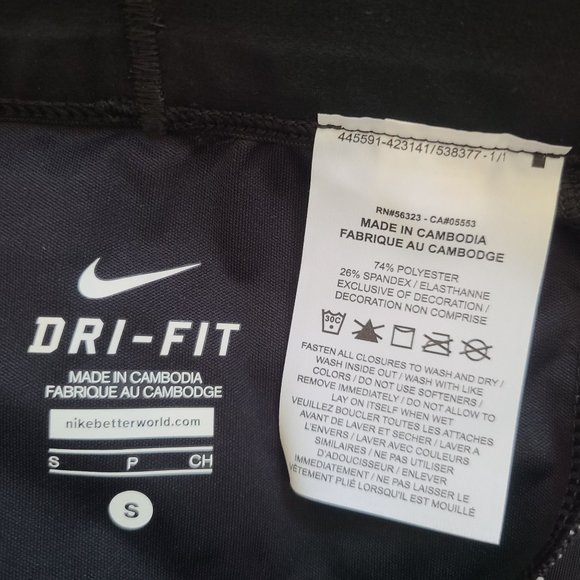 DRI-FIT
MADE IN CAMBODIA
FABRIQUE AU CAMBODGE
nikebetterworld.com
S P CH
S
445591-423141/538377-1/1
RN#56323 - CA#05553
MADE IN CAMBODIA
FABRIQUE AU CAMBODGE
74% POLYESTER
26% SPANDEX / ELASTHANNE
EXCLUSIVE OF DECORATION /
DECORATION NON COMPRISE
30C
FASTEN ALL CLOSURES TO WASH AND DRY /
WASH INSIDE OUT / WASH WITH LIKE
COLORS / DO NOT USE SOFTENERS /
REMOVE IMMEDIATELY / DO NOT ALLOW TO
LAY ON ITSELF WHEN WET
VEUILLEZ BOUCLER TOUTES LES ATTACHES
AVANT DE LAVER ET SECHER / LAVER A
L'ENVERS / LAVER AVEC COULEURS
SIMILAIRES / NE PAS UTILISER
D'ADOUCISSEUR / ENLEVER
IMMEDIATEMENT / NE PAS LAISSER LE
VÊTEMENT PLIÉ LORSQU'IL EST MOUILLÉ